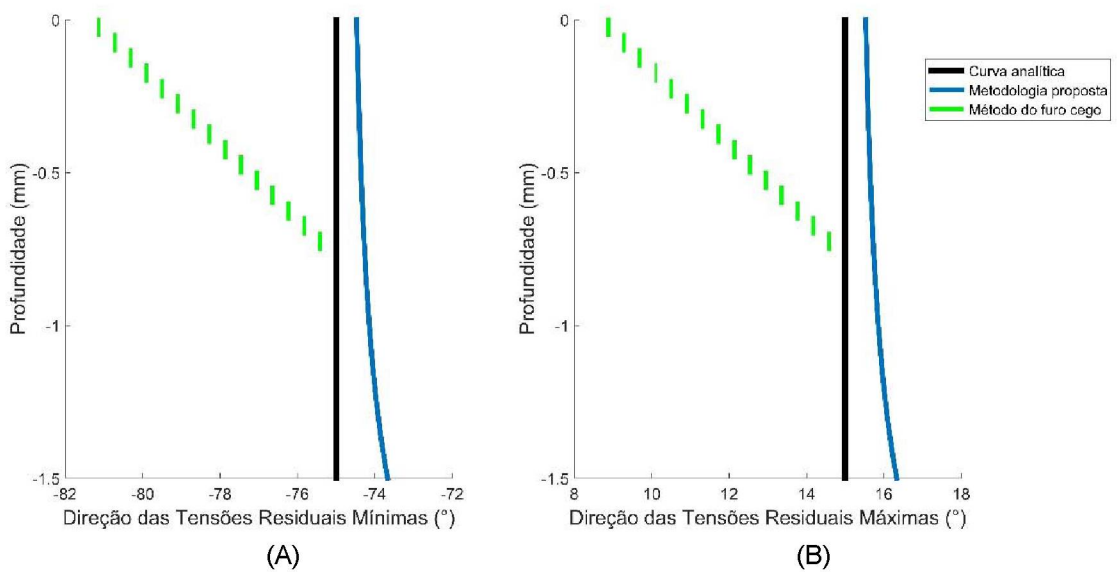 0
-0.5
-1
-1.5
Profundidade (mm)
-82
-80
-78
-76
-74
-72
Direção das Tensões Residuais Mínimas (°)
(A)
0
-0.5
-1
-1.5
Profundidade (mm)
8
10
12
14
16
18
Direção das Tensões Residuais Máximas (°)
(B)
Curva analítica
Metodologia proposta
Método do furo cego